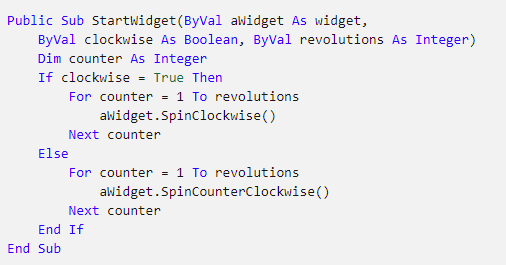 Public Sub StartWidget(ByVal aWidget As widget,
    ByVal clockwise As Boolean, ByVal revolutions As Integer)
    Dim counter As Integer
    If clockwise = True Then
        For counter = 1 To revolutions
            aWidget.SpinClockwise()
        Next counter
    Else
        For counter = 1 To revolutions
            aWidget.SpinCounterClockwise()
        Next counter
    End If
End Sub